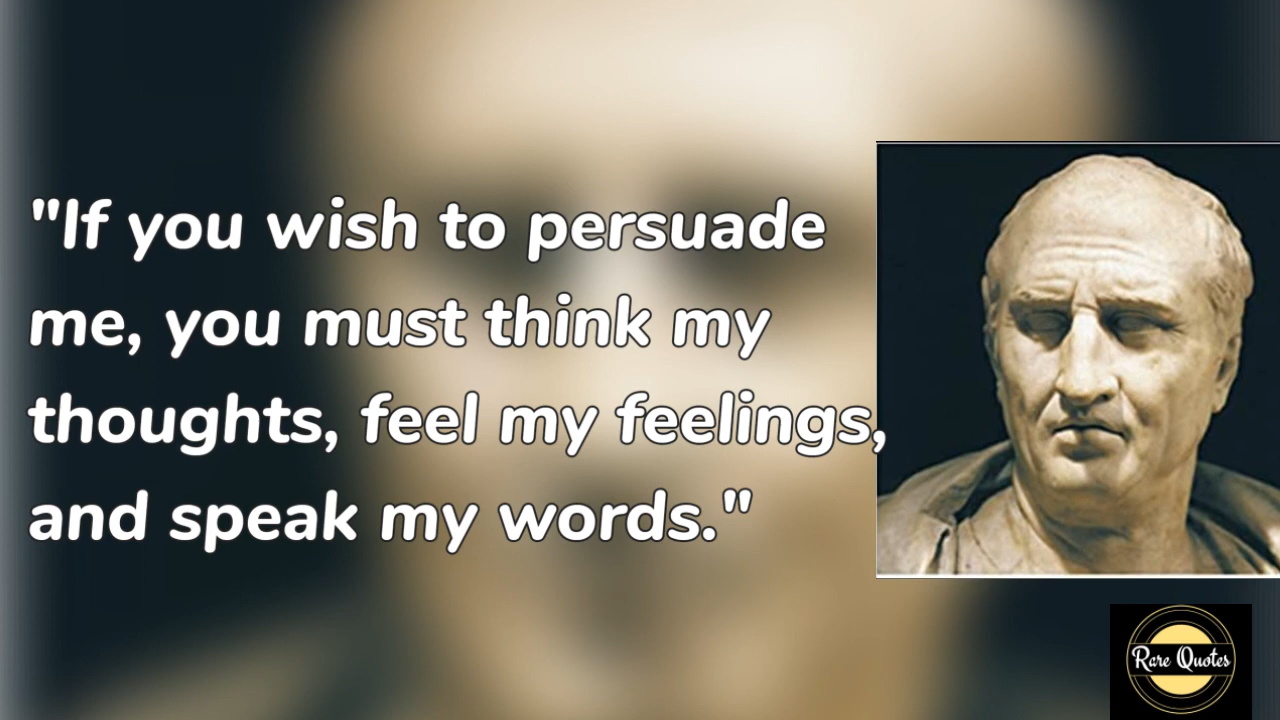 "If you wish to persuade
me, you must think my
thoughts, feel my feelings,
and speak my words."
Rare Quotes